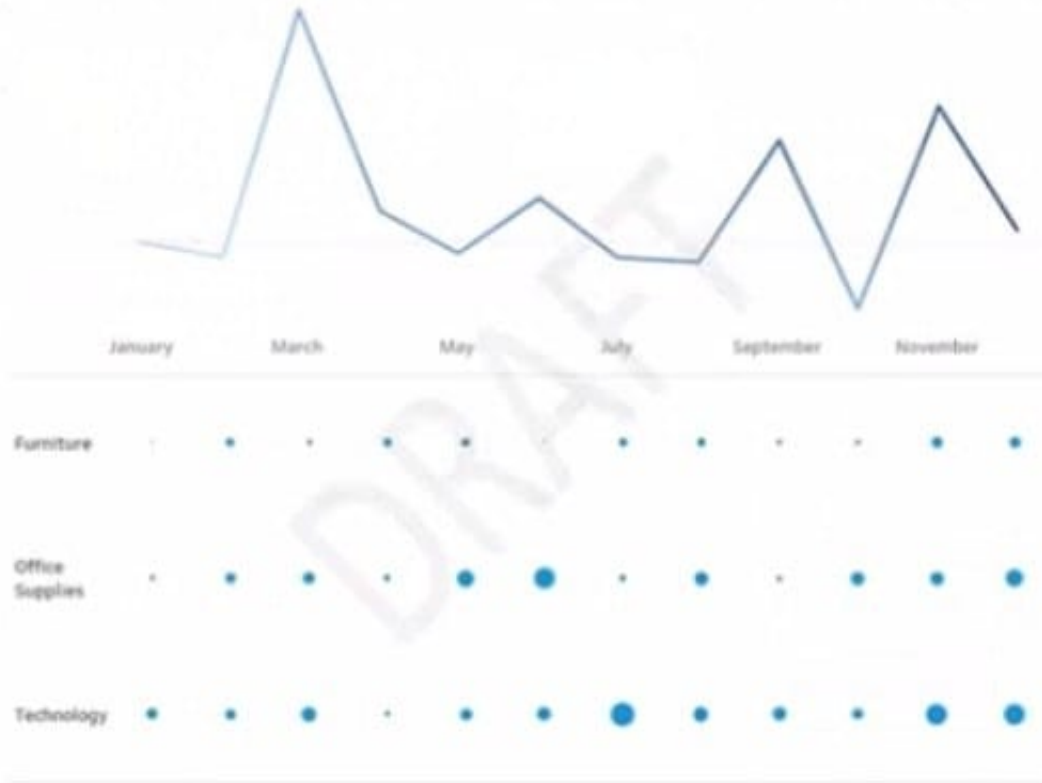 January March May July September November
Furniture
Office
Supplies
Technology
DRAFT